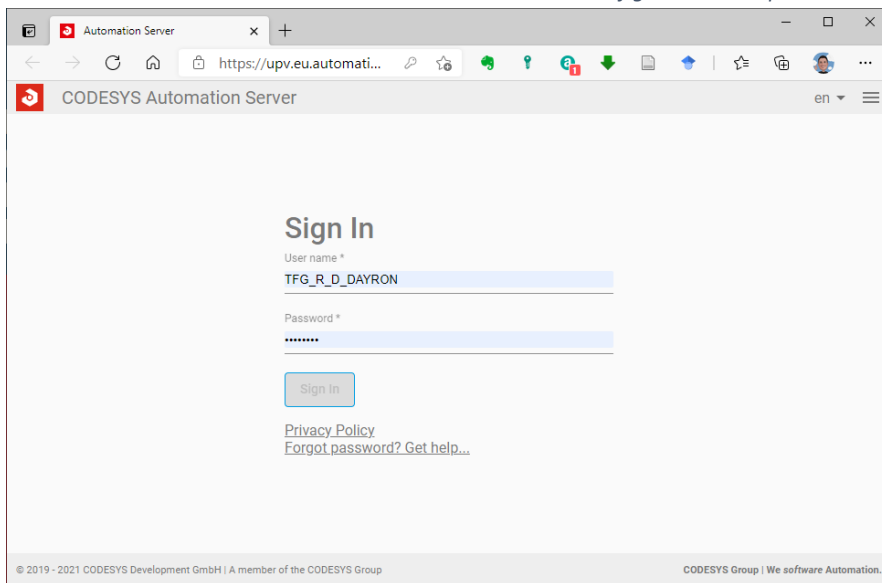 Automation Server
https://upv.eu.automati...
1
CODESYS Automation Server
en
Sign In
User name *
TFG_R_D_DAYRON
Password *
••••••••
Sign In
Privacy Policy
Forgot password? Get help...
© 2019 - 2021 CODESYS Development GmbH | A member of the CODESYS Group
CODESYS Group | We software Automation.